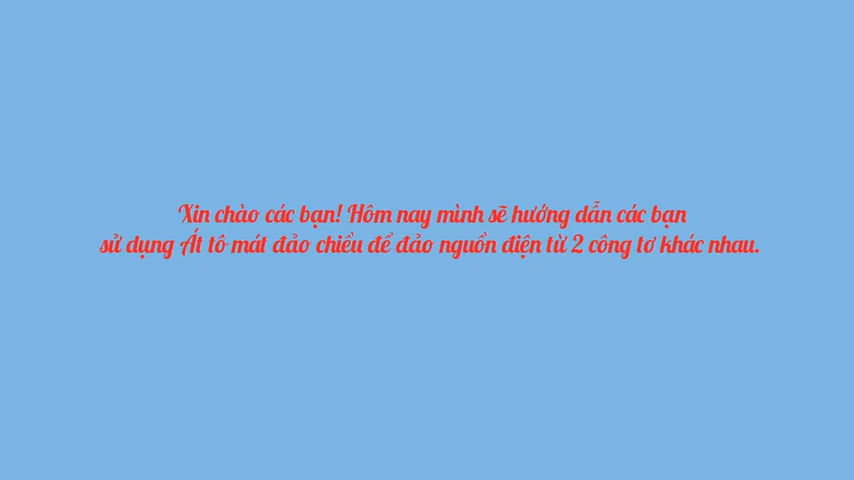 Xin chào các bạn! Hôm nay mình sẽ hướng dẫn các bạn
sử dụng Át tô mát đảo chiều để đảo nguồn điện từ 2 công tơ khác nhau.